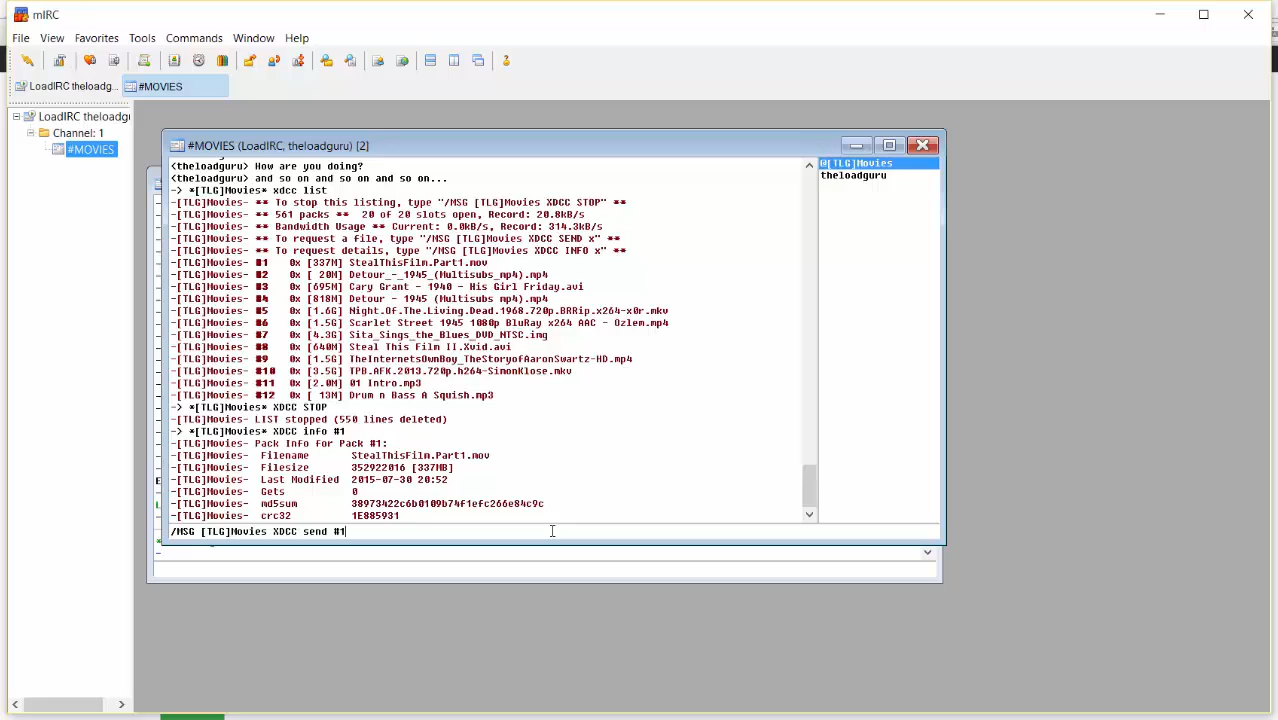 mIRC
File View Favorites Tools Commands Window Help
LoadIRC theloadg... #MOVIES
LoadIRC theloadgu
Channel: 1
#MOVIES
#MOVIES (LoadIRC, theloadguru) [2]
@[TLG]Movies
theloadguru
<theloadguru> How are you doing?
<theloadguru> and so on and so on and so on...
-> *[TLG]Movies* xdcc list
-[TLG]Movies- ** To stop this listing, type "/MSG [TLG]Movies XDCC STOP" **
-[TLG]Movies- ** 561 packs ** 20 of 20 slots open, Record: 20.8kB/s
-[TLG]Movies- ** Bandwidth Usage ** Current: 0.0kB/s, Record: 314.3kB/s
-[TLG]Movies- ** To request a file, type "/MSG [TLG]Movies XDCC SEND x" **
-[TLG]Movies- ** To request details, type "/MSG [TLG]Movies XDCC INFO x" **
-[TLG]Movies- #1 0x [337M] StealThisFilm.Part1.mov
-[TLG]Movies- #2 0x [ 20M] Detour_-_1945_(Multisubs_mp4).mp4
-[TLG]Movies- #3 0x [695M] Cary Grant - 1940 - His Girl Friday.avi
-[TLG]Movies- #4 0x [818M] Detour - 1945 (Multisubs mp4).mp4
-[TLG]Movies- #5 0x [1.6G] Night.Of.The.Living.Dead.1968.720p.BRRip.x264-x0r.mkv
-[TLG]Movies- #6 0x [1.5G] Scarlet Street 1945 1080p BluRay x264 AAC - Ozlem.mp4
-[TLG]Movies- #7 0x [4.3G] Sita_Sings_the_Blues_DVD_NTSC.img
-[TLG]Movies- #8 0x [640M] Steal This Film II.Xvid.avi
-[TLG]Movies- #9 0x [1.5G] TheInternetsOwnBoy_TheStoryofAaronSwartz-HD.mp4
-[TLG]Movies- #10 0x [3.5G] TPB.AFK.2013.720p.h264-SimonKlose.mkv
-[TLG]Movies- #11 0x [2.0M] 01 Intro.mp3
-[TLG]Movies- #12 0x [ 13M] Drum n Bass A Squish.mp3
-> *[TLG]Movies* XDCC STOP
-[TLG]Movies- LIST stopped (550 lines deleted)
-> *[TLG]Movies* XDCC info #1
-[TLG]Movies- Pack Info for Pack #1:
-[TLG]Movies- Filename StealThisFilm.Part1.mov
-[TLG]Movies- Filesize 352922016 [337MB]
-[TLG]Movies- Last Modified 2015-07-30 20:52
-[TLG]Movies- Gets 0
-[TLG]Movies- md5sum 38973422c6b0109b74f1efc266e84c9c
-[TLG]Movies- crc32 1E885931
/MSG [TLG]Movies XDCC send #1